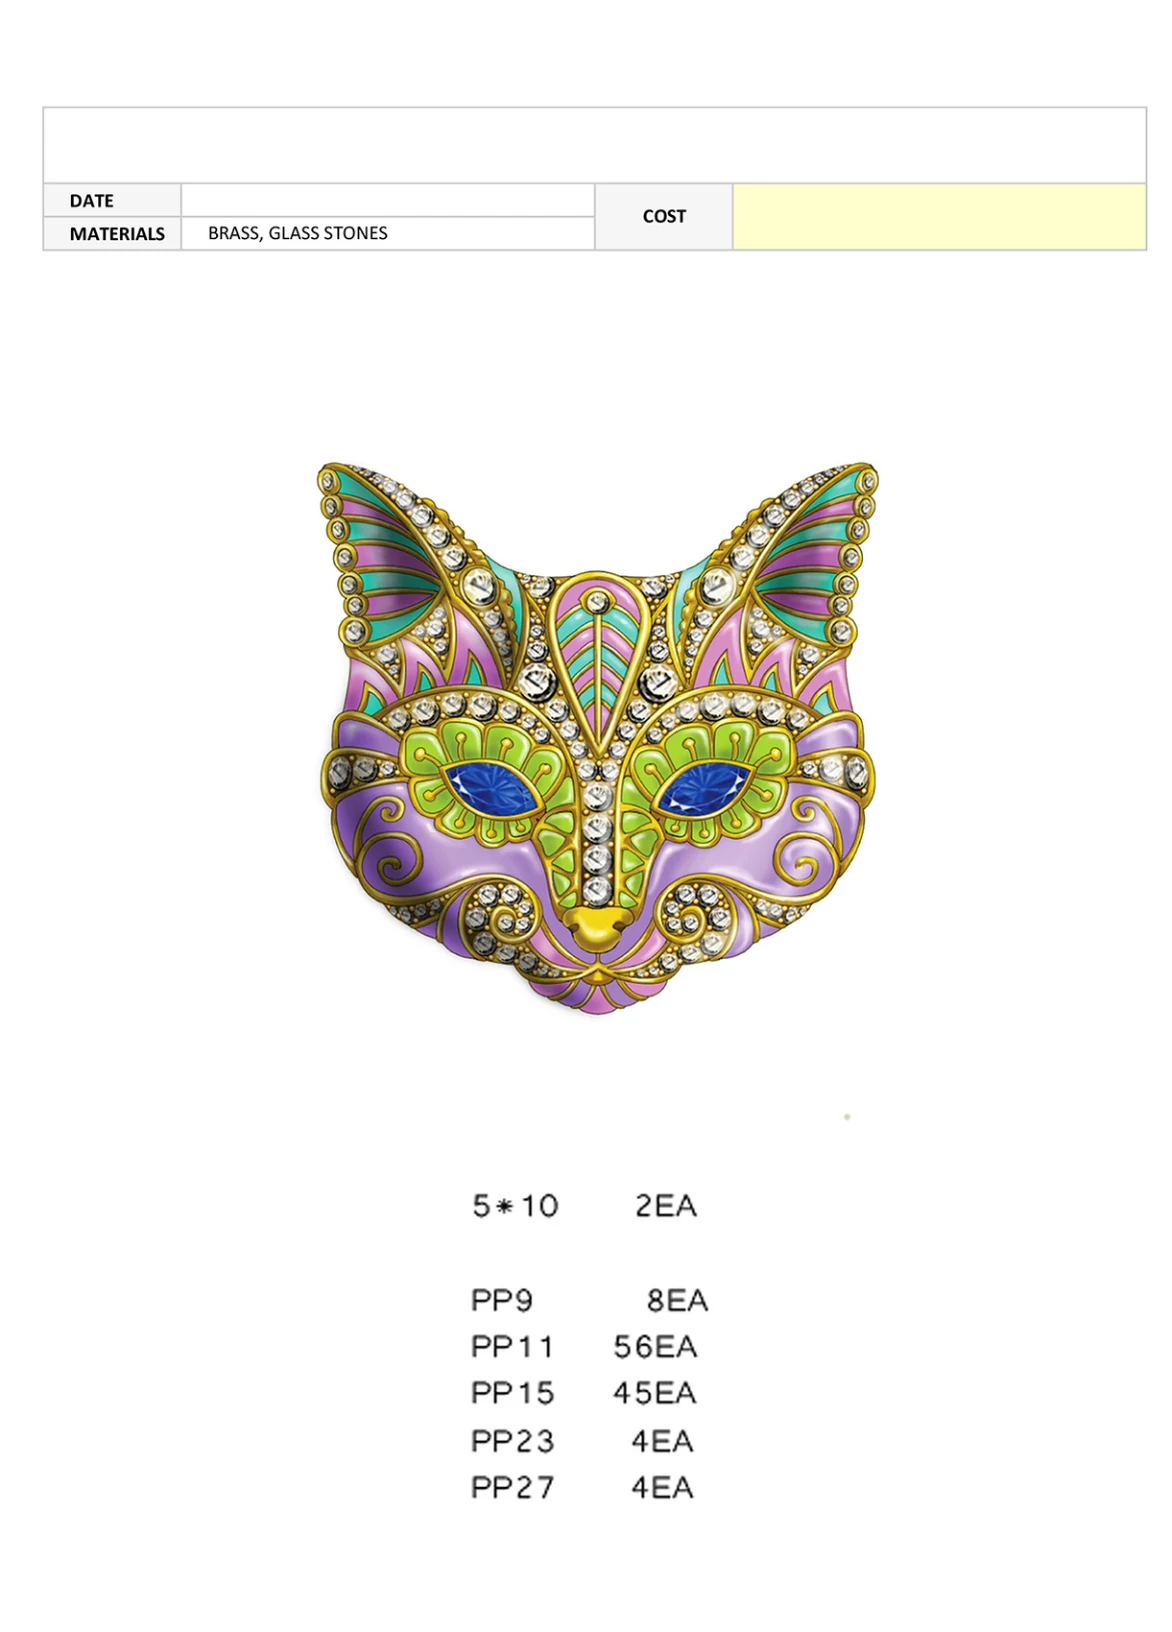 DATE
COST
MATERIALS BRASS, GLASS STONES
5*10 2EA
PP9 8EA
PP11 56EA
PP15 45EA
PP23 4EA
PP27 4EA